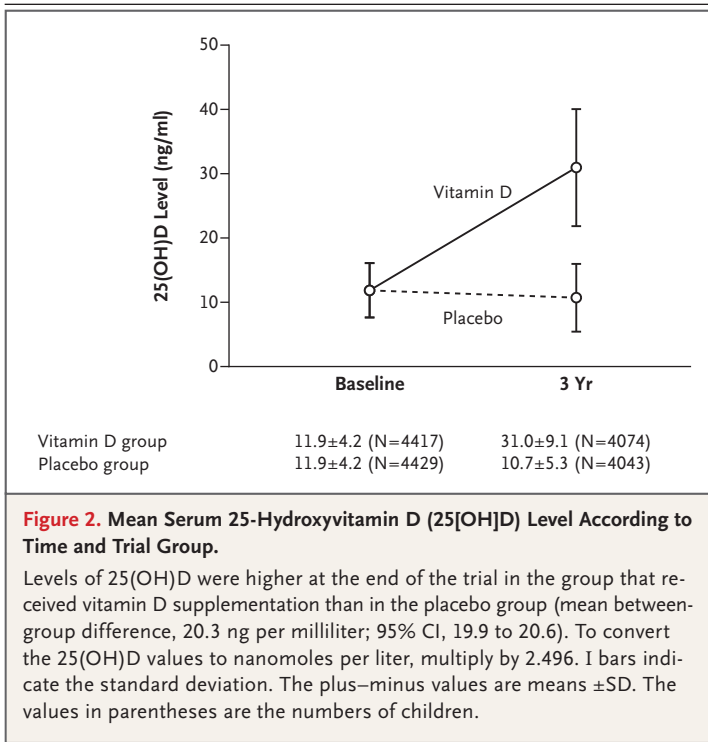 50
40
30
20
10
0
25(OH)D Level (ng/ml)
Vitamin D
Placebo
Baseline 3 Yr
Vitamin D group 11.9±4.2 (N=4417) 31.0±9.1 (N=4074)
Placebo group 11.9±4.2 (N=4429) 10.7±5.3 (N=4043)
Figure 2. Mean Serum 25-Hydroxyvitamin D (25[OH]D) Level According to
Time and Trial Group.
Levels of 25(OH)D were higher at the end of the trial in the group that re-
ceived vitamin D supplementation than in the placebo group (mean between-
group difference, 20.3 ng per milliliter; 95% CI, 19.9 to 20.6). To convert
the 25(OH)D values to nanomoles per liter, multiply by 2.496. I bars indi-
cate the standard deviation. The plus–minus values are means ±SD. The
values in parentheses are the numbers of children.